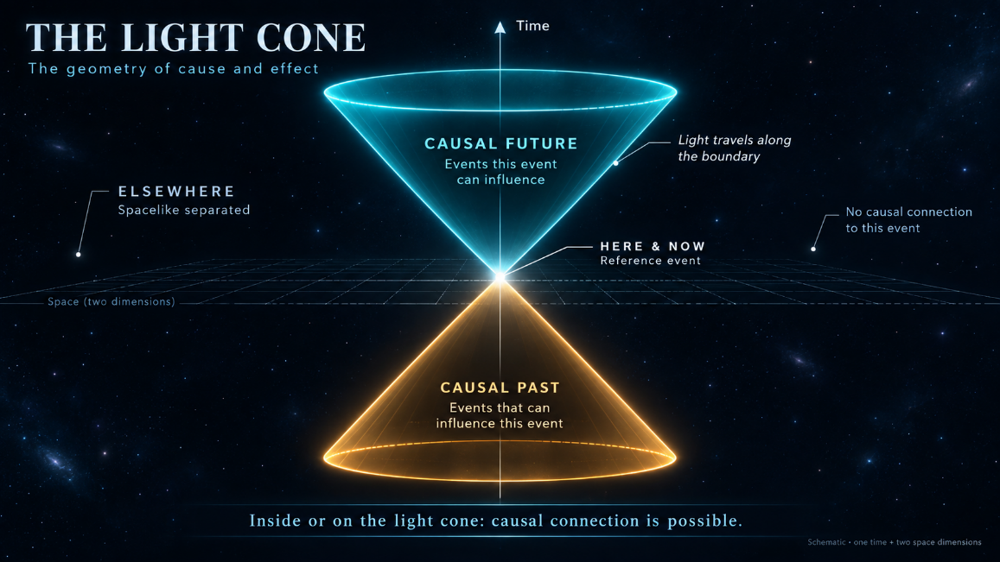 THE LIGHT CONE
The geometry of cause and effect
Time
CAUSAL FUTURE
Events this event
can influence
Light travels along
the boundary
ELSEWHERE
Spacelike separated
No causal connection
to this event
HERE & NOW
Reference event
Space (two dimensions)
CAUSAL PAST
Events that can
influence this event
Inside or on the light cone: causal connection is possible.
Schematic • one time + two space dimensions